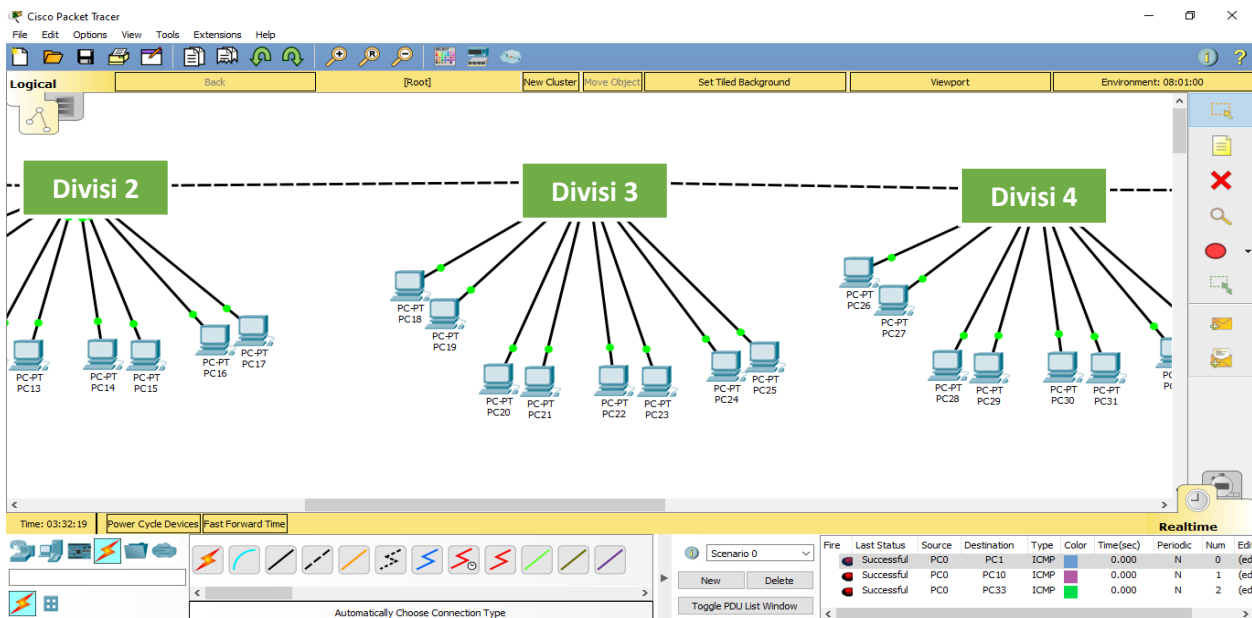 Cisco Packet Tracer
File Edit Options View Tools Extensions Help
Logical Back [Root] New Cluster Move Object Set Tiled Background Viewport Environment: 08:01:00
Divisi 2
Divisi 3
Divisi 4
PC-PT
PC13
PC-PT
PC14
PC-PT
PC15
PC-PT
PC16
PC-PT
PC17
PC-PT
PC18
PC-PT
PC19
PC-PT
PC20
PC-PT
PC21
PC-PT
PC22
PC-PT
PC23
PC-PT
PC24
PC-PT
PC25
PC-PT
PC26
PC-PT
PC27
PC-PT
PC28
PC-PT
PC29
PC-PT
PC30
PC-PT
PC31
Time: 03:32:19 Power Cycle Devices Fast Forward Time
Realtime
Automatically Choose Connection Type
Scenario 0
New Delete
Toggle PDU List Window
Fire Last Status Source Destination Type Color Time(sec) Periodic Num Edit
Successful PC0 PC1 ICMP 0.000 N 0 (ed
Successful PC0 PC10 ICMP 0.000 N 1 (ed
Successful PC0 PC33 ICMP 0.000 N 2 (ed